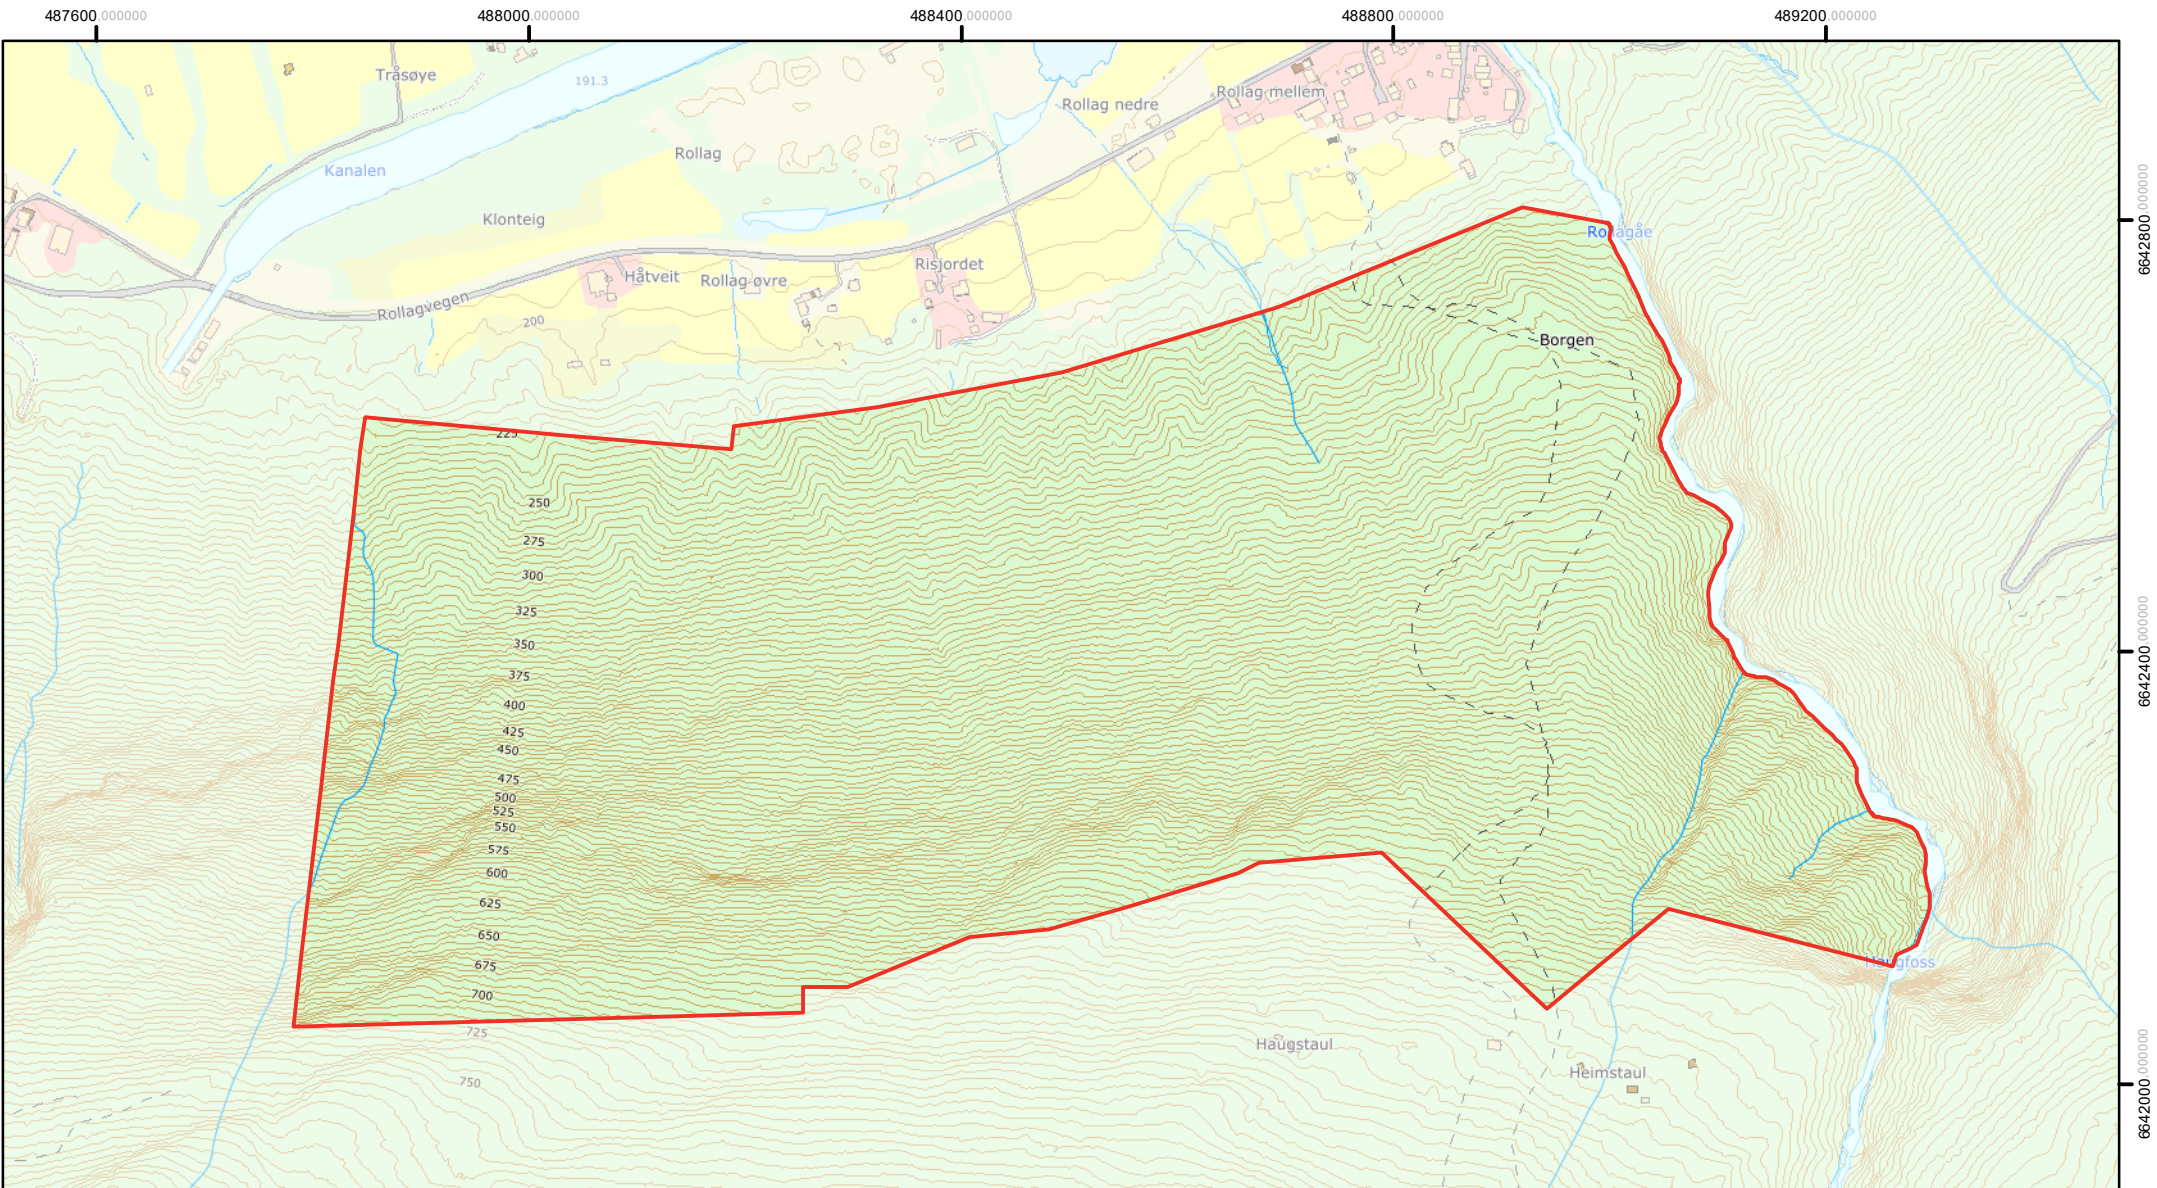 487600,000000
488000,000000
488400,000000
488800,000000
489200,000000
Tråsøye
191.3
Rollag nedre
Rollag mellem
Rollag
Kanalen
Klonteig
Rollagåe
6642800,000000
Håtveit
Rollag øvre
Risjordet
Rollagvegen
200
Borgen
225
250
275
300
325
350
375
400
425
450
475
500
525
550
575
600
625
650
675
700
725
750
6642400,000000
Haugfoss
Haugstaul
Heimstaul
6642000,000000